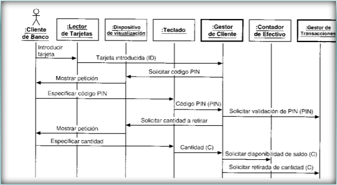 :Cliente
de Banco
:Lector
de Tarjetas
:Dispositivo
de visualización
:Teclado
:Gestor
de Cliente
:Contador
de Efectivo
:Gestor de
Transacciones
Introducir
tarjeta
Tarjeta introducida (ID)
Solicitar código PIN
Mostrar petición
Especificar código PIN
Código PIN (PIN)
Solicitar validación de PIN (PIN)
Solicitar cantidad a retirar
Mostrar petición
Especificar cantidad
Cantidad (C)
Solicitar disponibilidad de saldo (C)
Solicitar retirada de cantidad (C)